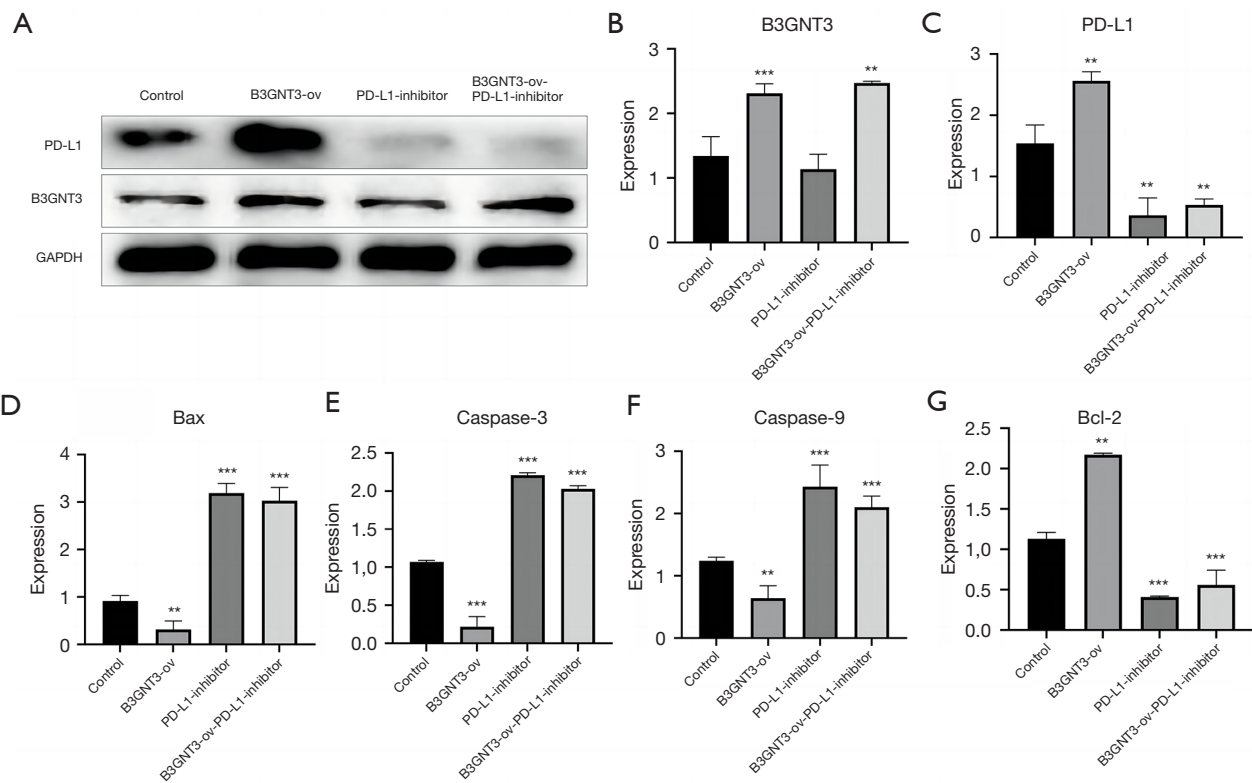 A
Control
B3GNT3-ov
PD-L1-inhibitor
B3GNT3-ov-
PD-L1-inhibitor
PD-L1
B3GNT3
GAPDH
B
B3GNT3
Expression
3
2
1
0
***
**
Control
B3GNT3-ov
PD-L1-inhibitor
B3GNT3-ov-PD-L1-inhibitor
C
PD-L1
Expression
3
2
1
0
**
**
**
Control
B3GNT3-ov
PD-L1-inhibitor
B3GNT3-ov-PD-L1-inhibitor
D
Bax
Expression
4
3
2
1
0
**
***
***
Control
B3GNT3-ov
PD-L1-inhibitor
B3GNT3-ov-PD-L1-inhibitor
E
Caspase-3
Expression
2.5
2.0
1.0
0.5
0.0
***
***
***
Control
B3GNT3-ov
PD-L1-inhibitor
B3GNT3-ov-PD-L1-inhibitor
F
Caspase-9
Expression
3
2
1
0
**
***
***
Control
B3GNT3-ov
PD-L1-inhibitor
B3GNT3-ov-PD-L1-inhibitor
G
Bcl-2
Expression
2.5
2.0
1.5
1.0
0.5
0.0
**
***
***
Control
B3GNT3-ov
PD-L1-inhibitor
B3GNT3-ov-PD-L1-inhibitor